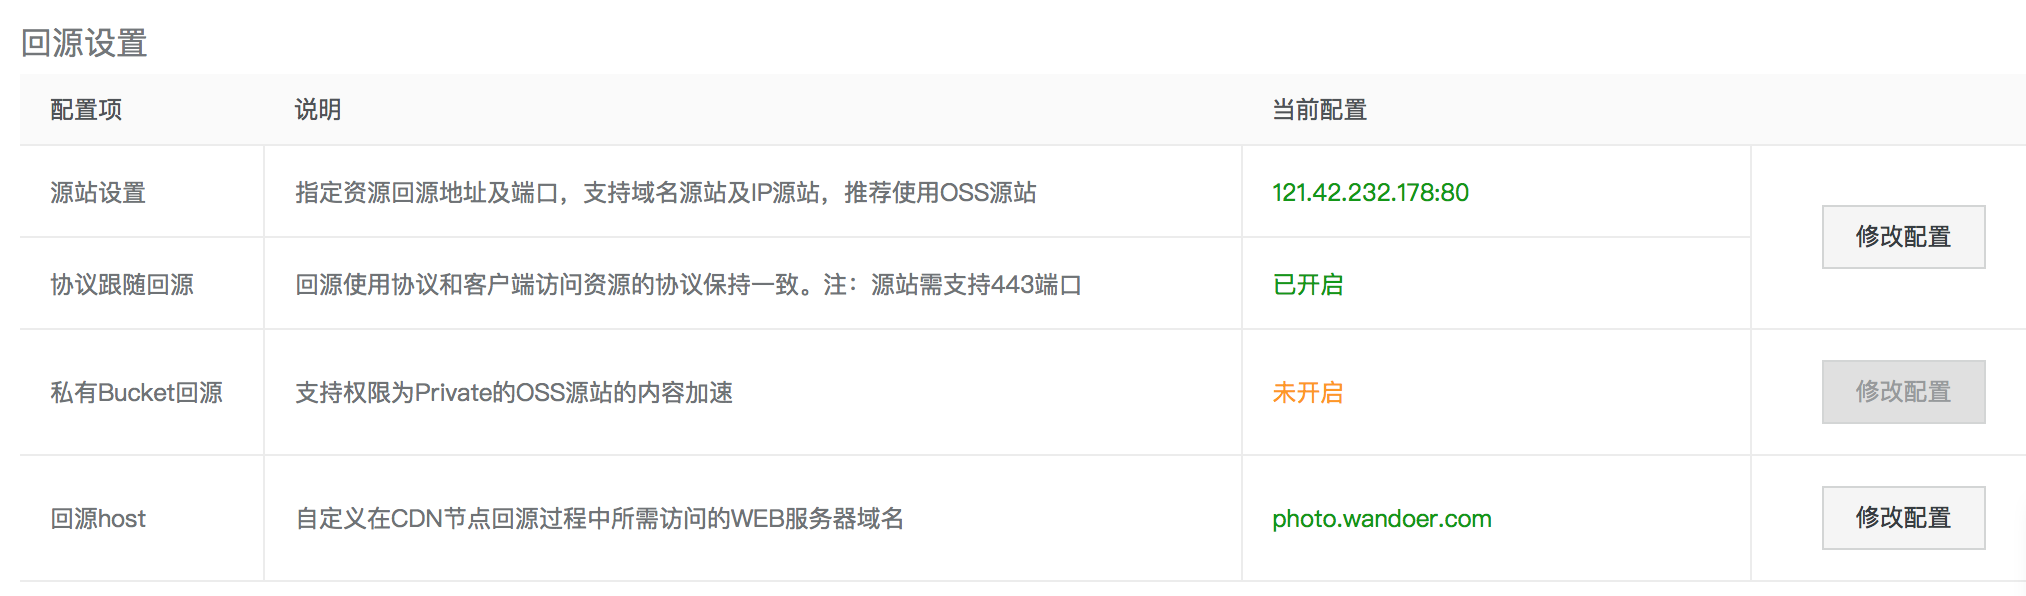 回源设置
配置项 说明 当前配置
源站设置 指定资源回源地址及端口，支持域名源站及IP源站，推荐使用OSS源站 121.42.232.178:80
修改配置
协议跟随回源 回源使用协议和客户端访问资源的协议保持一致。注：源站需支持443端口 已开启
私有Bucket回源 支持权限为Private的OSS源站的内容加速 未开启 修改配置
回源host 自定义在CDN节点回源过程中所需访问的WEB服务器域名 photo.wandoer.com 修改配置